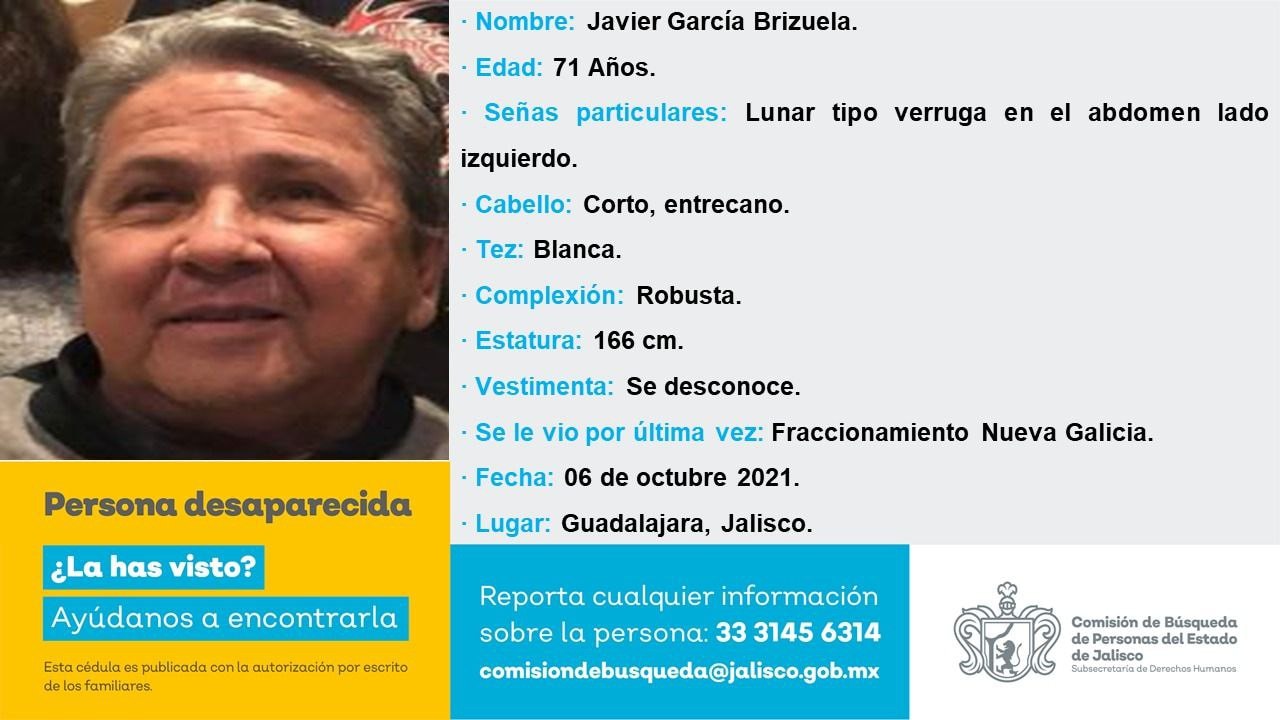 · Nombre: Javier García Brizuela.
· Edad: 71 Años.
· Señas particulares: Lunar tipo verruga en el abdomen lado
izquierdo.
· Cabello: Corto, entrecano.
· Tez: Blanca.
· Complexión: Robusta.
· Estatura: 166 cm.
· Vestimenta: Se desconoce.
· Se le vio por última vez: Fraccionamiento Nueva Galicia.
· Fecha: 06 de octubre 2021.
· Lugar: Guadalajara, Jalisco.
Persona desaparecida
¿La has visto?
Ayúdanos a encontrarla
Esta cédula es publicada con la autorización por escrito
de los familiares.
Reporta cualquier información
sobre la persona: 33 3145 6314
comisiondebusqueda@jalisco.gob.mx
Comisión de Búsqueda
de Personas del Estado
de Jalisco
Subsecretaría de Derechos Humanos